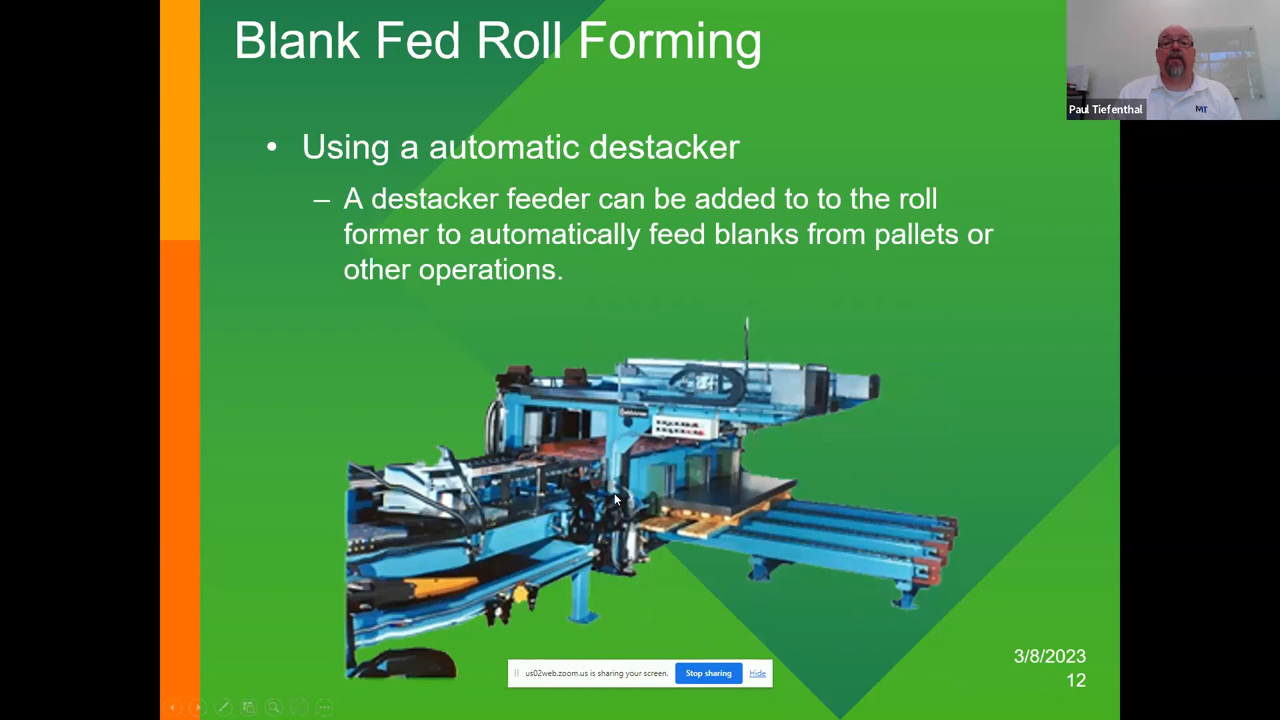 Blank Fed Roll Forming
Paul Tiefenthal
MT
• Using a automatic destacker
– A destacker feeder can be added to to the roll
former to automatically feed blanks from pallets or
other operations.
3/8/2023
12
us02web.zoom.us is sharing your screen.
Stop sharing
Hide